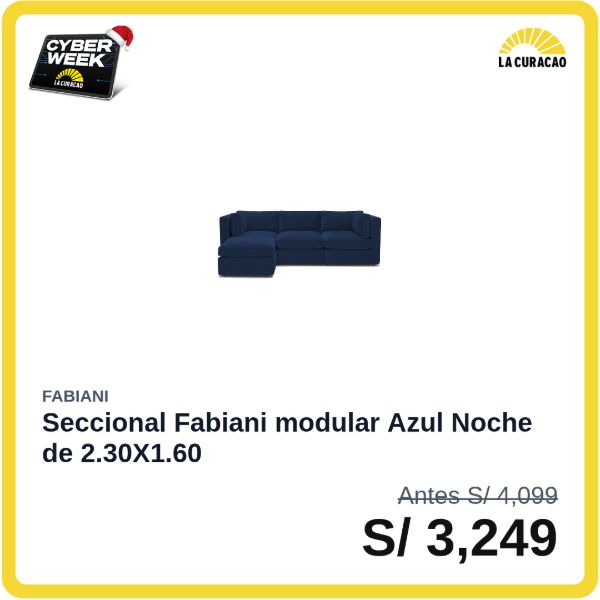 CYBER
WEEK
LA CURACAO
LA CURACAO
FABIANI
Seccional Fabiani modular Azul Noche
de 2.30X1.60
Antes S/ 4,099
S/ 3,249